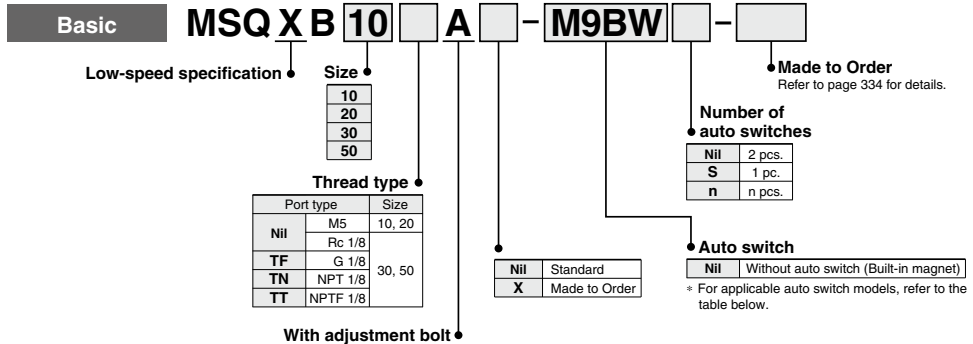 Basic
MSQ X B 10 A - M9BW -
Low-speed specification
Size
10
20
30
50
Made to Order
Refer to page 334 for details.
Number of
auto switches
Nil 2 pcs.
S 1 pc.
n n pcs.
Thread type
Port type Size
Nil M5 10, 20
Rc 1/8 30, 50
TF G 1/8
TN NPT 1/8
TT NPTF 1/8
Nil Standard
X Made to Order
Auto switch
Nil Without auto switch (Built-in magnet)
* For applicable auto switch models, refer to the
table below.
With adjustment bolt